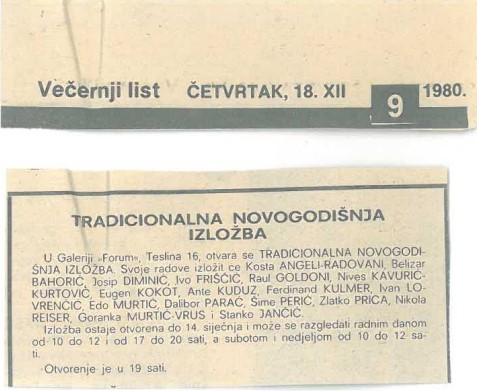 Večernji list ČETVRTAK, 18. XII 9 1980.
TRADICIONALNA NOVOGODIŠNJA
IZLOŽBA
U Galeriji »Forum«, Teslina 16, otvara se TRADICIONALNA NOVOGODI-
ŠNJA IZLOŽBA. Svoje radove izložit će Kosta ANGELI-RADOVANI, Belizar
BAHORIĆ, Josip DIMINIĆ, Ivo FRIŠČIĆ, Raul GOLDONI, Nives KAVURIĆ-
KURTOVIĆ, Eugen KOKOT, Ante KUDUZ, Ferdinand KULMER, Ivan LO-
VRENČIĆ, Edo MURTIĆ, Dalibor PARAĆ, Šime PERIĆ, Zlatko PRICA, Nikola
REISER, Goranka MURTIĆ-VRUS i Stanko JANČIĆ.
Izložba ostaje otvorena do 14. siječnja i može se razgledati radnim danom
od 10 do 12 i od 17 do 20 sati, a subotom i nedjeljom od 10 do 12 sa-
ti.
Otvorenje je u 19 sati.